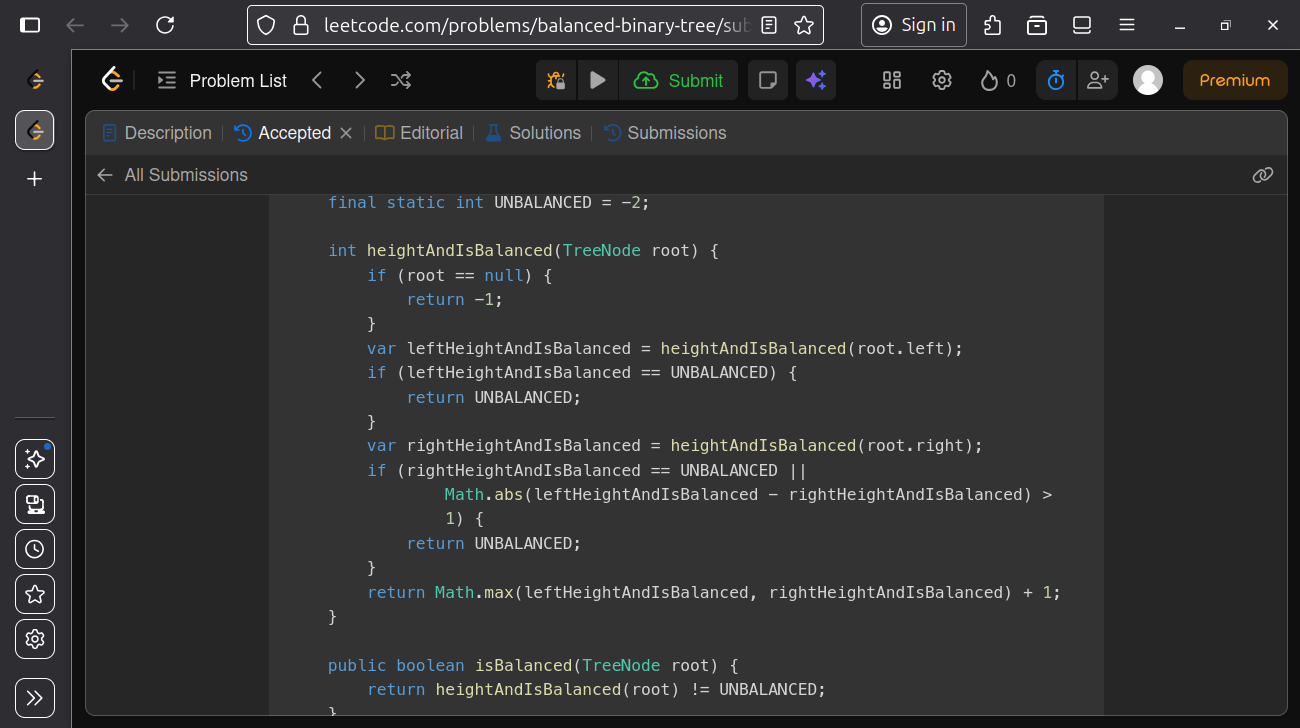 leetcode.com/problems/balanced-binary-tree/sub
Sign in
Problem List
Submit
0
Premium
Description
Accepted
Editorial
Solutions
Submissions
All Submissions
final static int UNBALANCED = -2;
int heightAndIsBalanced(TreeNode root) {
if (root == null) {
return -1;
}
var leftHeightAndIsBalanced = heightAndIsBalanced(root.left);
if (leftHeightAndIsBalanced == UNBALANCED) {
return UNBALANCED;
}
var rightHeightAndIsBalanced = heightAndIsBalanced(root.right);
if (rightHeightAndIsBalanced == UNBALANCED ||
Math.abs(leftHeightAndIsBalanced - rightHeightAndIsBalanced) >
1) {
return UNBALANCED;
}
return Math.max(leftHeightAndIsBalanced, rightHeightAndIsBalanced) + 1;
}
public boolean isBalanced(TreeNode root) {
return heightAndIsBalanced(root) != UNBALANCED;
}